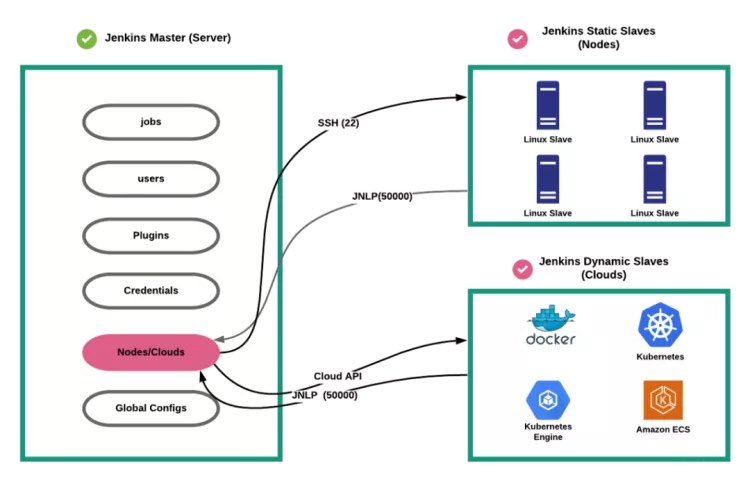 Jenkins Master (Server)
jobs
users
Plugins
Credentials
Nodes/Clouds
Global Configs
SSH (22)
JNLP(50000)
Cloud API
JNLP (50000)
Jenkins Static Slaves
(Nodes)
Linux Slave
Linux Slave
Linux Slave
Linux Slave
Jenkins Dynamic Slaves
(Clouds)
docker
Kubernetes
Kubernetes
Engine
Amazon ECS